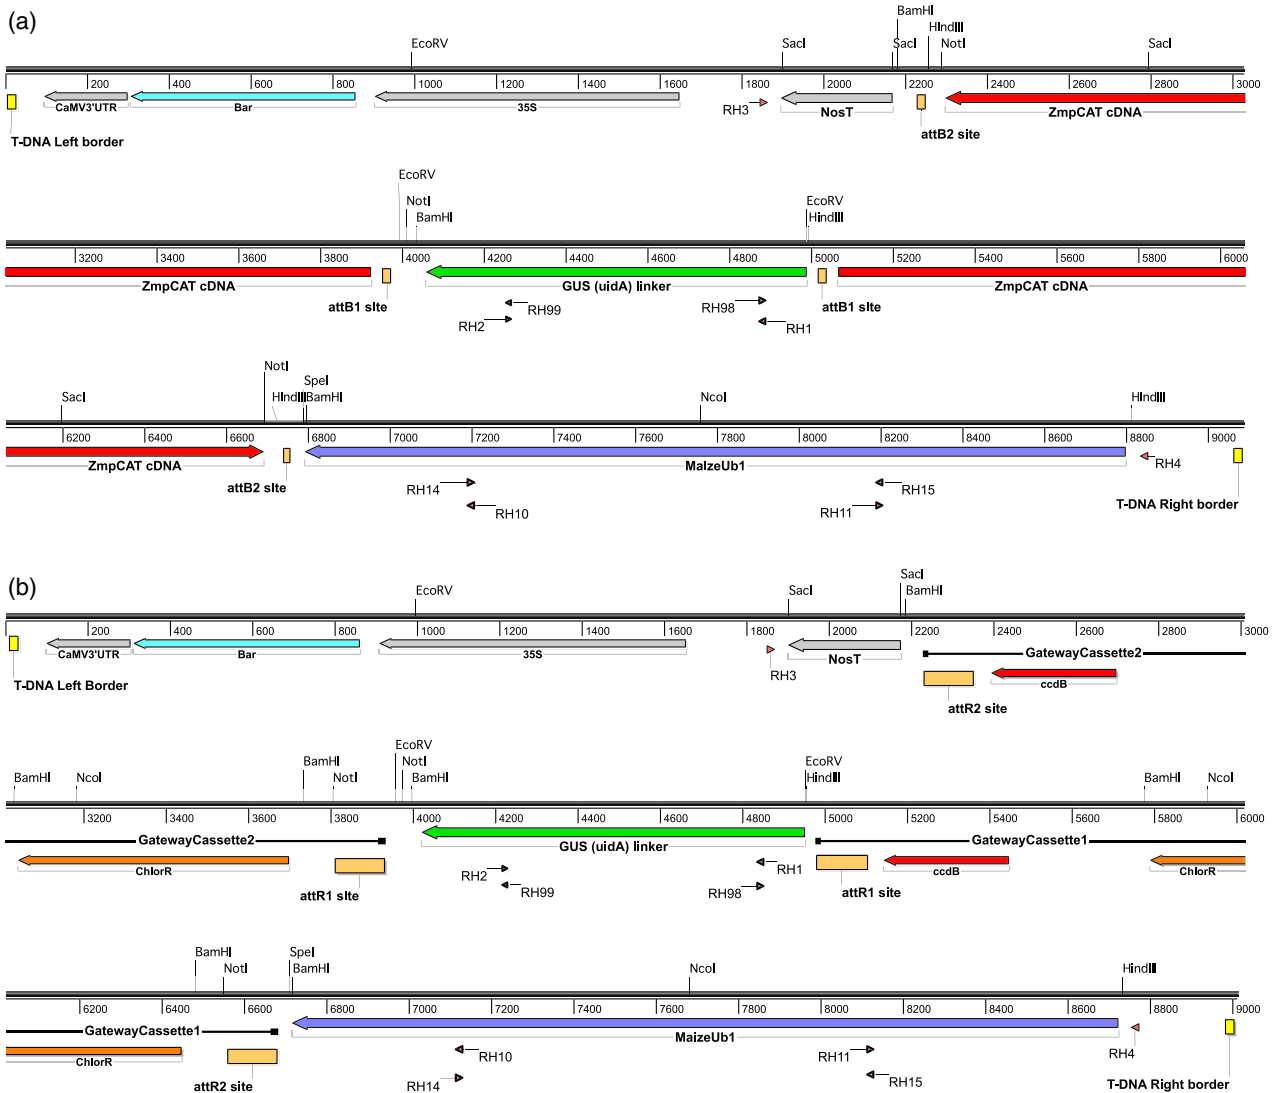 (a)
BamHI
HindIII
EcoRV SacI SacI NotI SacI
200 400 600 800 1000 1200 1400 1600 1800 2000 2200 2400 2600 2800 3000
CaMV3'UTR Bar 35S RH3 NosT ZmpCAT cDNA
T-DNA Left border attB2 site
EcoRV
NotI EcoRV
BamHI HindIII
3200 3400 3600 3800 4000 4200 4400 4600 4800 5000 5200 5400 5600 5800 6000
ZmpCAT cDNA GUS (uidA) linker ZmpCAT cDNA
attB1 site RH99 RH98 attB1 site
RH2 RH1
NotI
SpeI
SacI HindIII BamHI NcoI HindIII
6200 6400 6600 6800 7000 7200 7400 7600 7800 8000 8200 8400 8600 8800 9000
ZmpCAT cDNA MaizeUb1 RH4
attB2 site RH14 RH15
RH10 RH11 T-DNA Right border
(b)
SacI
EcoRV SacI BamHI
200 400 600 800 1000 1200 1400 1600 1800 2000 2200 2400 2600 2800 3000
CaMV3'UTR Bar 35S NosT GatewayCassette2
T-DNA Left Border RH3 ccdB
attR2 site
EcoRV
BamHI NotI EcoRV
BamHI NcoI NotI BamHI HindIII BamHI NcoI
3200 3400 3600 3800 4000 4200 4400 4600 4800 5000 5200 5400 5600 5800 6000
GatewayCassette2 GUS (uidA) linker GatewayCassette1
ChlorR RH2 RH1 ccdB ChlorR
attR1 site RH99 RH98 attR1 site
BamHI SpeI
NotI BamHI NcoI HindIII
6200 6400 6600 6800 7000 7200 7400 7600 7800 8000 8200 8400 8600 8800 9000
GatewayCassette1 MaizeUb1
ChlorR RH10 RH11 RH4
attR2 site RH14 RH15 T-DNA Right border